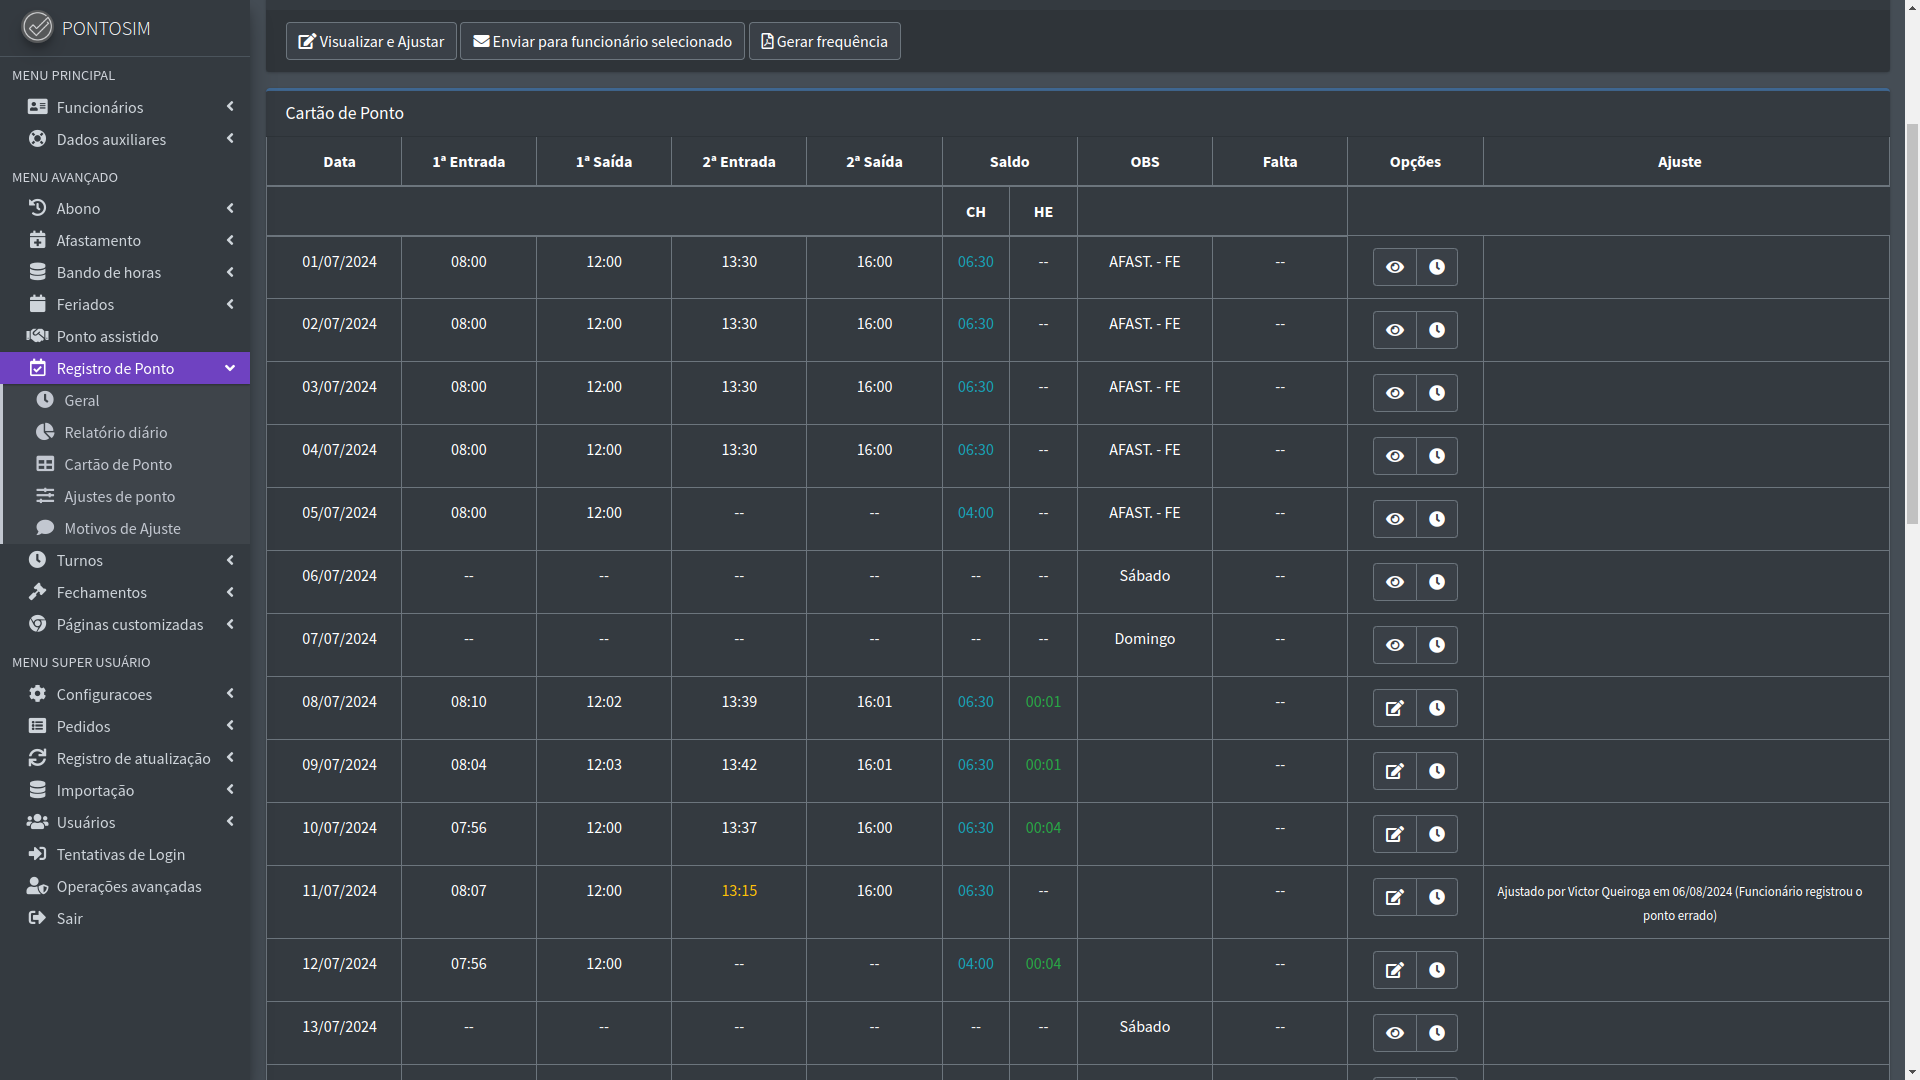 PONTOSIM
MENU PRINCIPAL
Funcionários
Dados auxiliares
MENU AVANÇADO
Abono
Afastamento
Bando de horas
Feriados
Ponto assistido
Registro de Ponto
Geral
Relatório diário
Cartão de Ponto
Ajustes de ponto
Motivos de Ajuste
Turnos
Fechamentos
Páginas customizadas
MENU SUPER USUÁRIO
Configuracoes
Pedidos
Registro de atualização
Importação
Usuários
Tentativas de Login
Operações avançadas
Sair
Visualizar e Ajustar Enviar para funcionário selecionado Gerar frequência
Cartão de Ponto
Data 1ª Entrada 1ª Saída 2ª Entrada 2ª Saída Saldo OBS Falta Opções Ajuste
CH HE
01/07/2024 08:00 12:00 13:30 16:00 06:30 -- AFAST. - FE --
02/07/2024 08:00 12:00 13:30 16:00 06:30 -- AFAST. - FE --
03/07/2024 08:00 12:00 13:30 16:00 06:30 -- AFAST. - FE --
04/07/2024 08:00 12:00 13:30 16:00 06:30 -- AFAST. - FE --
05/07/2024 08:00 12:00 -- -- 04:00 -- AFAST. - FE --
06/07/2024 -- -- -- -- -- -- Sábado --
07/07/2024 -- -- -- -- -- -- Domingo --
08/07/2024 08:10 12:02 13:39 16:01 06:30 00:01 --
09/07/2024 08:04 12:03 13:42 16:01 06:30 00:01 --
10/07/2024 07:56 12:00 13:37 16:00 06:30 00:04 --
11/07/2024 08:07 12:00 13:15 16:00 06:30 -- -- Ajustado por Victor Queiroga em 06/08/2024 (Funcionário registrou o
ponto errado)
12/07/2024 07:56 12:00 -- -- 04:00 00:04 --
13/07/2024 -- -- -- -- -- -- Sábado --